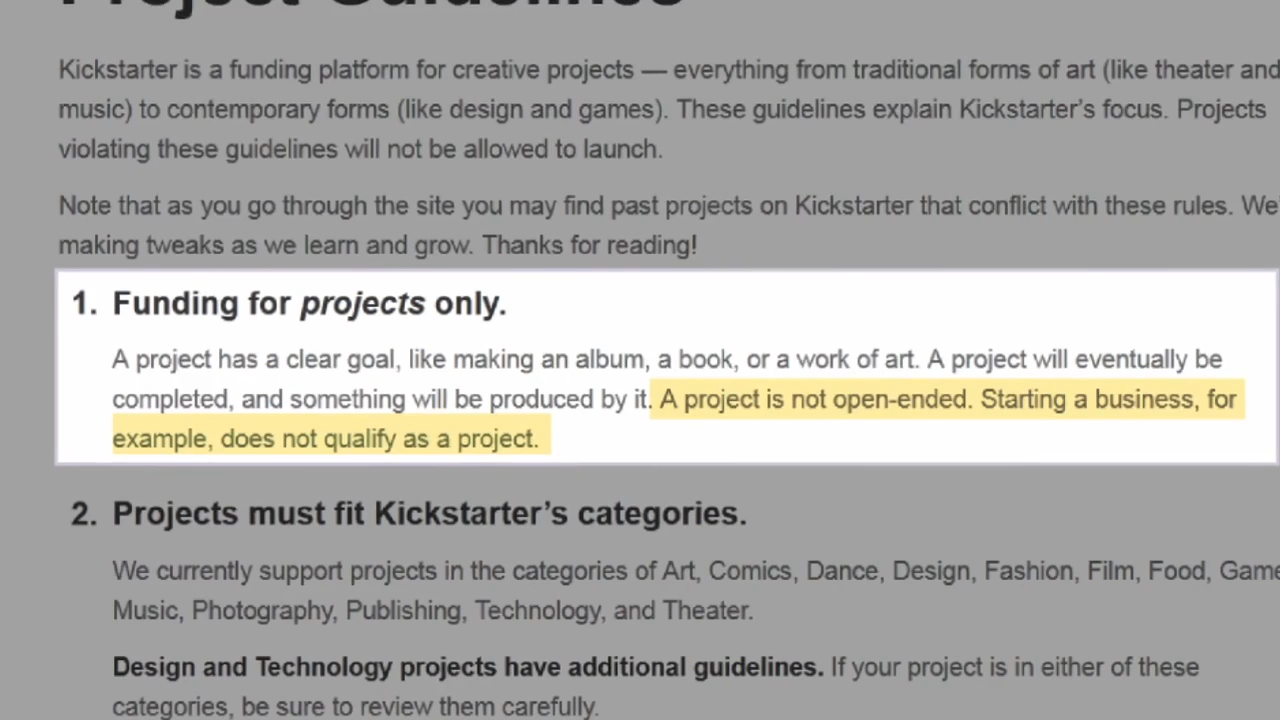 Project Guidelines
Kickstarter is a funding platform for creative projects — everything from traditional forms of art (like theater and
music) to contemporary forms (like design and games). These guidelines explain Kickstarter's focus. Projects
violating these guidelines will not be allowed to launch.
Note that as you go through the site you may find past projects on Kickstarter that conflict with these rules. We'
making tweaks as we learn and grow. Thanks for reading!
1. Funding for projects only.
A project has a clear goal, like making an album, a book, or a work of art. A project will eventually be
completed, and something will be produced by it. A project is not open-ended. Starting a business, for
example, does not qualify as a project.
2. Projects must fit Kickstarter's categories.
We currently support projects in the categories of Art, Comics, Dance, Design, Fashion, Film, Food, Game
Music, Photography, Publishing, Technology, and Theater.
Design and Technology projects have additional guidelines. If your project is in either of these
categories, be sure to review them carefully.